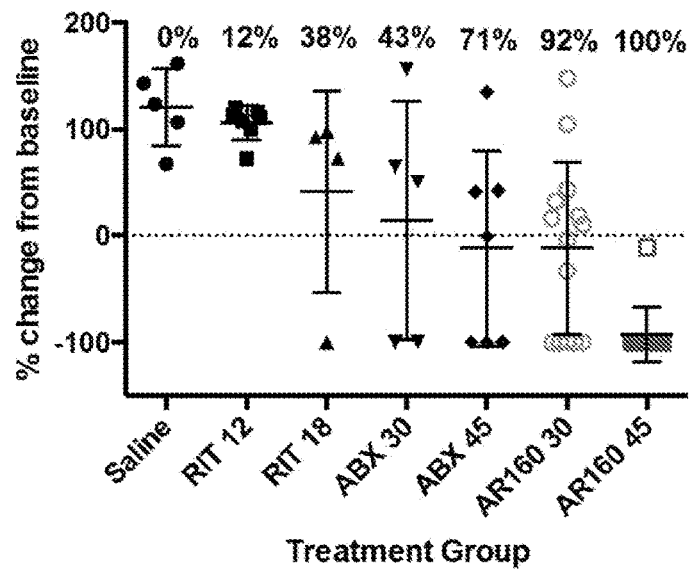 % change from baseline
200
100
0
-100
0% 12% 38% 43% 71% 92% 100%
Saline
RIT 12
RIT 18
ABX 30
ABX 45
AR160 30
AR160 45
Treatment Group